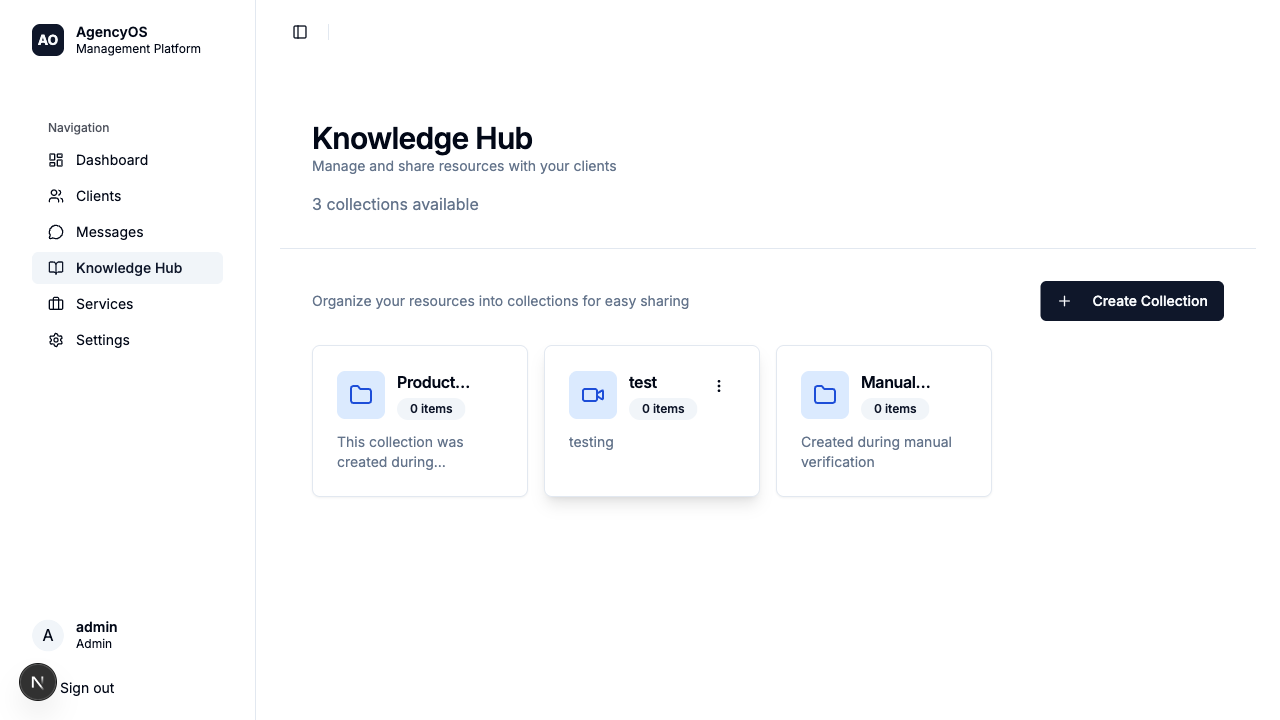 AO
AgencyOS
Management Platform
Navigation
Dashboard
Clients
Messages
Knowledge Hub
Services
Settings
A
admin
Admin
N
Sign out
Knowledge Hub
Manage and share resources with your clients
3 collections available
Organize your resources into collections for easy sharing
Create Collection
Product...
0 items
This collection was
created during...
test
0 items
testing
Manual...
0 items
Created during manual
verification